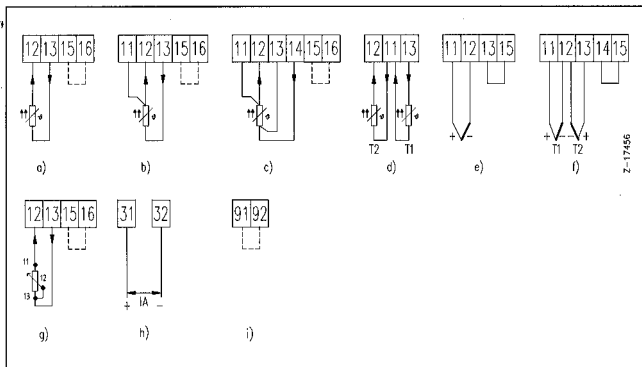 12 13 15 16
11 12 13 15 16
11 12 13 14 15 16
12 11 13
11 12 13 15
11 12 13 14 15
ϑ
ϑ
ϑ
ϑ
ϑ
T2 T1
+ -
+ T1 - - T2 +
a) b) c) d) e) f)
Z-17456
12 13 15 16
31 32
91 92
11
12
13
+ IA -
g) h) i)